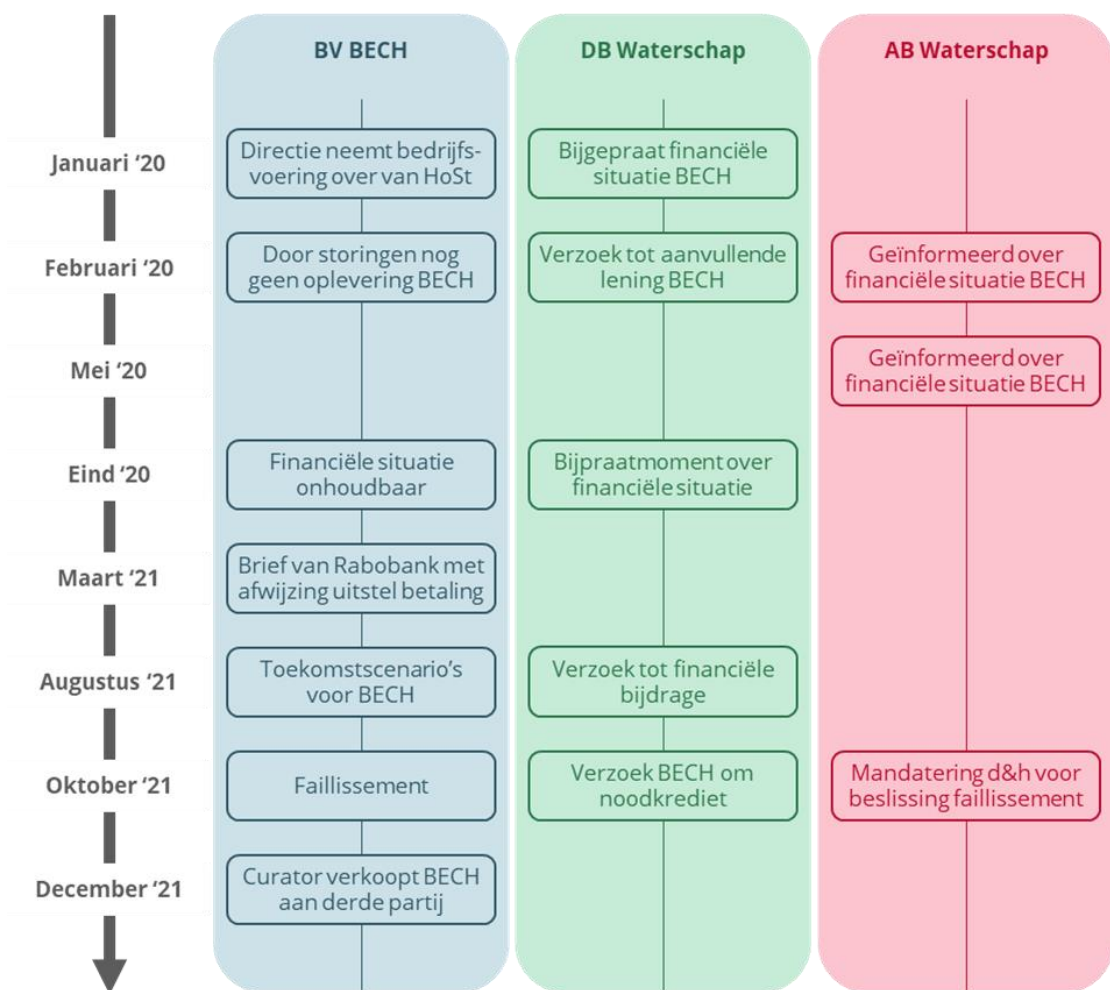 BV BECH
DB Waterschap
AB Waterschap
Januari ‘20
Directie neemt bedrijfs-
voering over van HoSt
Bijgepraat financiële
situatie BECH
Februari ‘20
Door storingen nog
geen oplevering BECH
Verzoek tot aanvullende
lening BECH
Geïnformeerd over
financiële situatie BECH
Mei ‘20
Geïnformeerd over
financiële situatie BECH
Eind ‘20
Financiële situatie
onhoudbaar
Bijpraatmoment over
financiële situatie
Maart ‘21
Brief van Rabobank met
afwijzing uitstel betaling
Augustus ‘21
Toekomstscenario’s
voor BECH
Verzoek tot financiële
bijdrage
Oktober ‘21
Faillissement
Verzoek BECH om
noodkrediet
Mandatering d&h voor
beslissing faillissement
December ‘21
Curator verkoopt BECH
aan derde partij